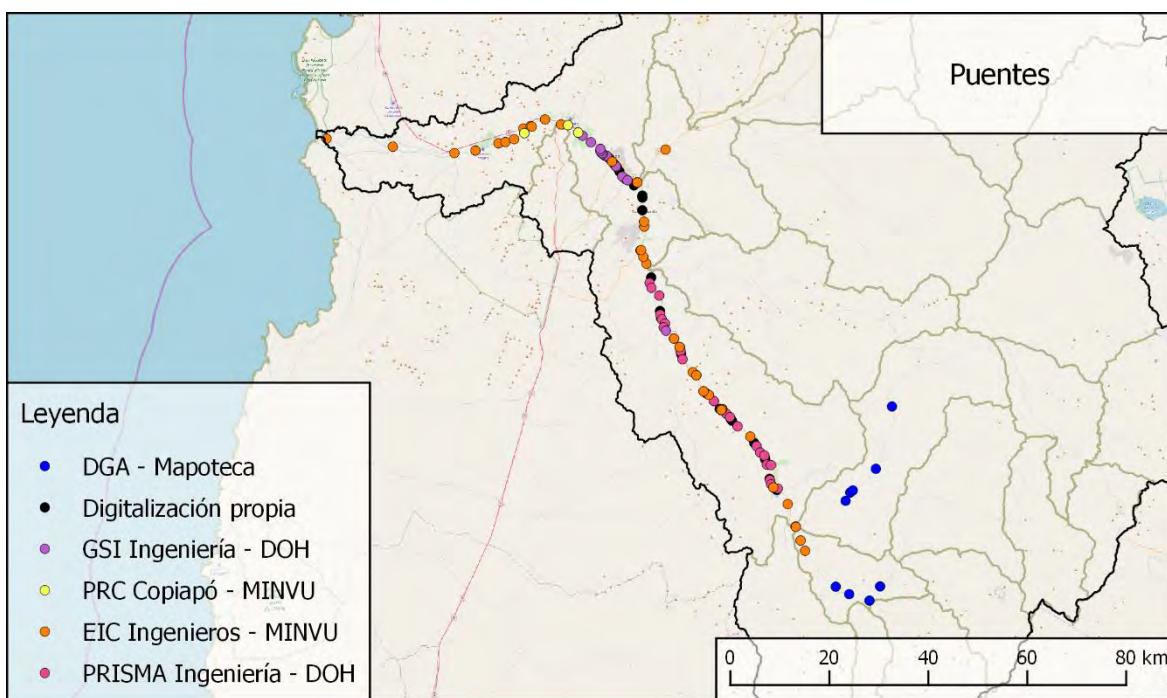 Puentes
Leyenda
DGA - Mapoteca
Digitalización propia
GSI Ingeniería - DOH
PRC Copiapó - MINVU
EIC Ingenieros - MINVU
PRISMA Ingeniería - DOH
0 20 40 60 80 km